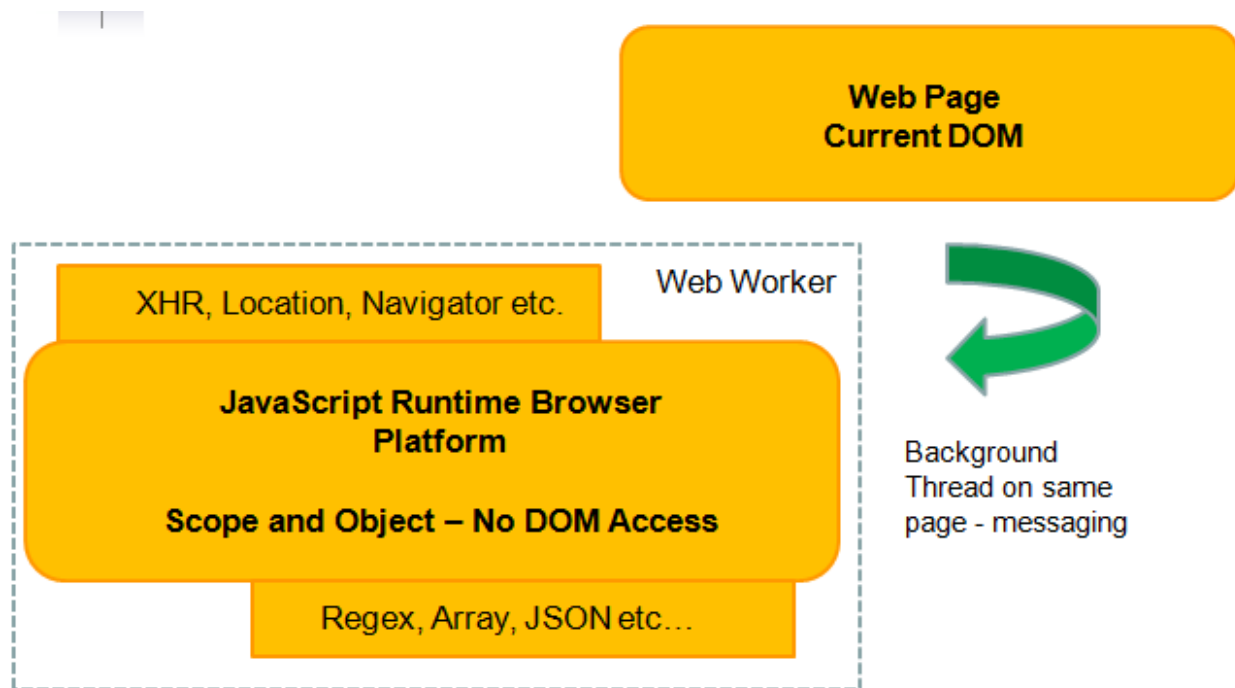 Web Page
Current DOM
Web Worker
XHR, Location, Navigator etc.
JavaScript Runtime Browser
Platform
Scope and Object – No DOM Access
Regex, Array, JSON etc…
Background
Thread on same
page - messaging